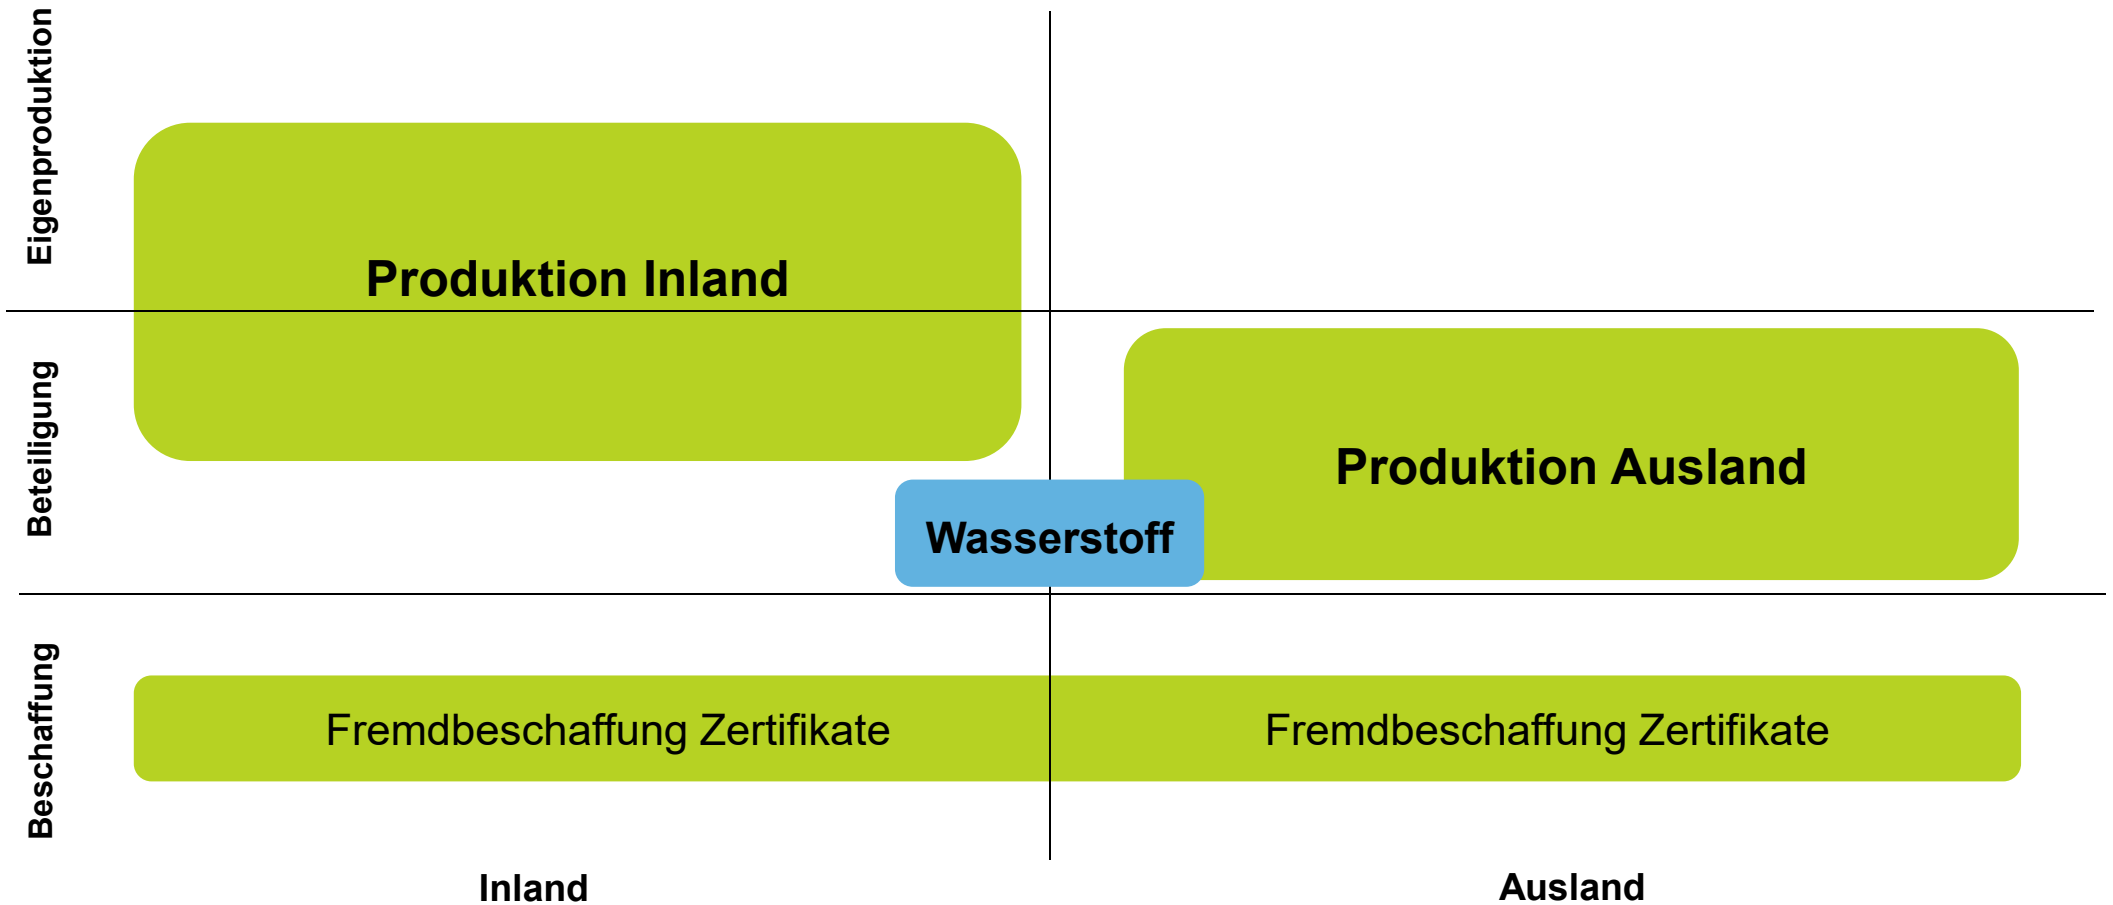 Eigenproduktion
Produktion Inland
Beteiligung
Produktion Ausland
Wasserstoff
Beschaffung
Fremdbeschaffung Zertifikate
Fremdbeschaffung Zertifikate
Inland
Ausland